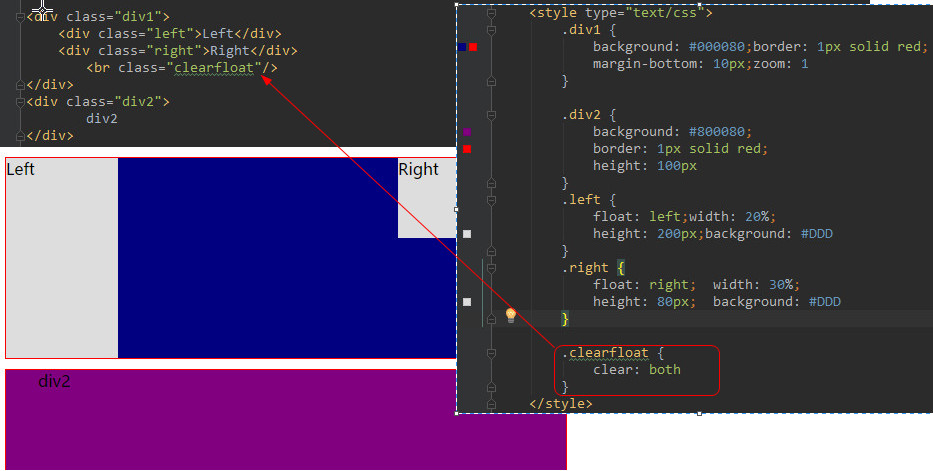 <div class="div1">
<div class="left">Left</div>
<div class="right">Right</div>
<br class="clearfloat"/>
</div>
<div class="div2">
div2
</div>
Left
Right
div2
<style type="text/css">
.div1 {
background: #000080;border: 1px solid red;
margin-bottom: 10px;zoom: 1
}
.div2 {
background: #800080;
border: 1px solid red;
height: 100px
}
.left {
float: left;width: 20%;
height: 200px;background: #DDD
}
.right {
float: right;  width: 30%;
height: 80px;  background: #DDD
}
.clearfloat {
clear: both
}
</style>